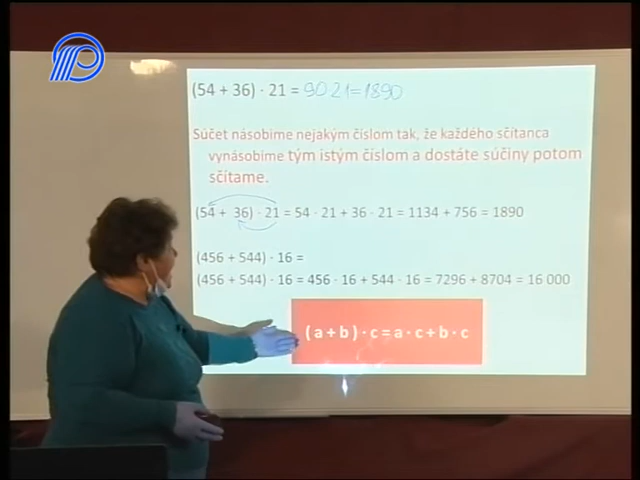 (54 + 36) · 21 = 90·21=1890
Súčet násobíme nejakým číslom tak, že každého sčítanca
vynásobíme tým istým číslom a dostáte súčiny potom
sčítame.
(54 + 36) · 21 = 54 · 21 + 36 · 21 = 1134 + 756 = 1890
(456 + 544) · 16 =
(456 + 544) · 16 = 456 · 16 + 544 · 16 = 7296 + 8704 = 16 000
(a+b)·c=a·c+b·c